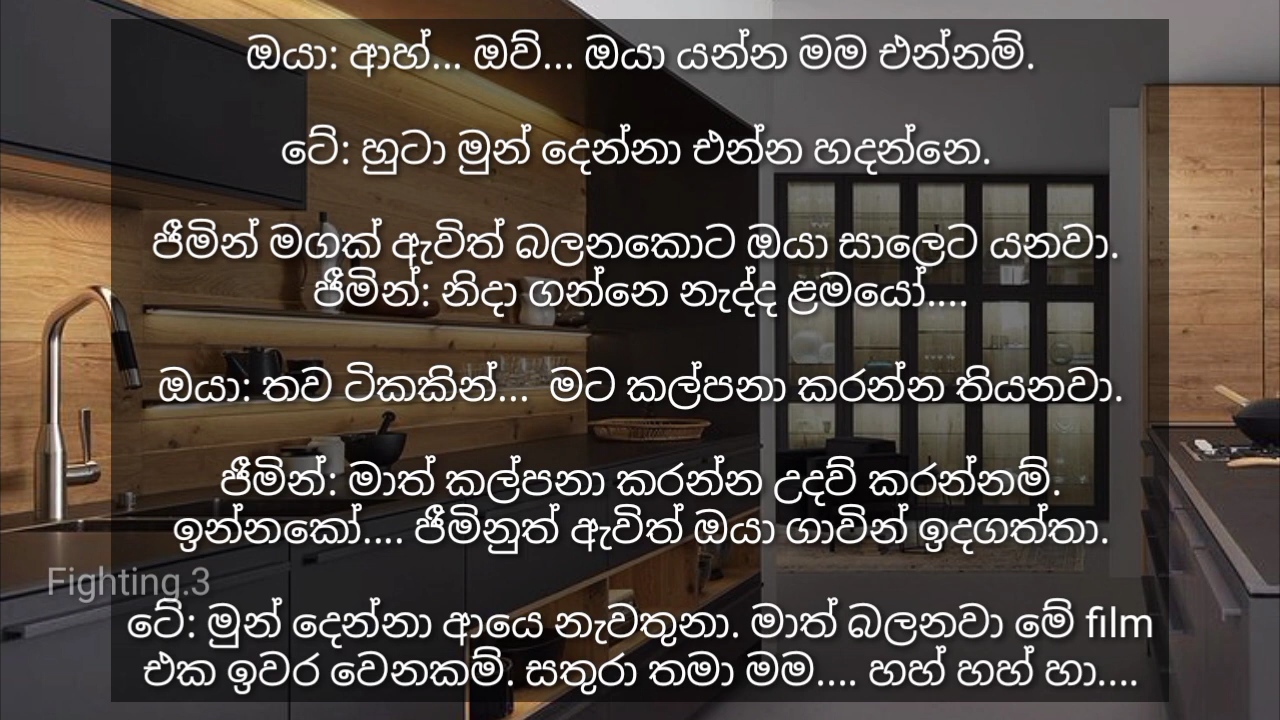 ඔයා: ආහ්... ඔව්... ඔයා යන්න මම එන්නම්.
ටේ: හුටා මුන් දෙන්නා එන්න හදන්නෙ.
ජීමින් මගක් ඇවිත් බලනකොට ඔයා සාලෙට යනවා.
ජීමින්: නිදා ගන්නෙ නැද්ද ළමයෝ....
ඔයා: තව ටිකකින්... මට කල්පනා කරන්න තියනවා.
ජීමින්: මාත් කල්පනා කරන්න උදව් කරන්නම්.
ඉන්නකෝ.... ජීමිනුත් ඇවිත් ඔයා ගාවින් ඉදගත්තා.
Fighting.3
ටේ: මුන් දෙන්නා ආයෙ නැවතුනා. මාත් බලනවා මේ film
එක ඉවර වෙනකම්. සතුරා තමා මම.... හහ් හහ් හා....